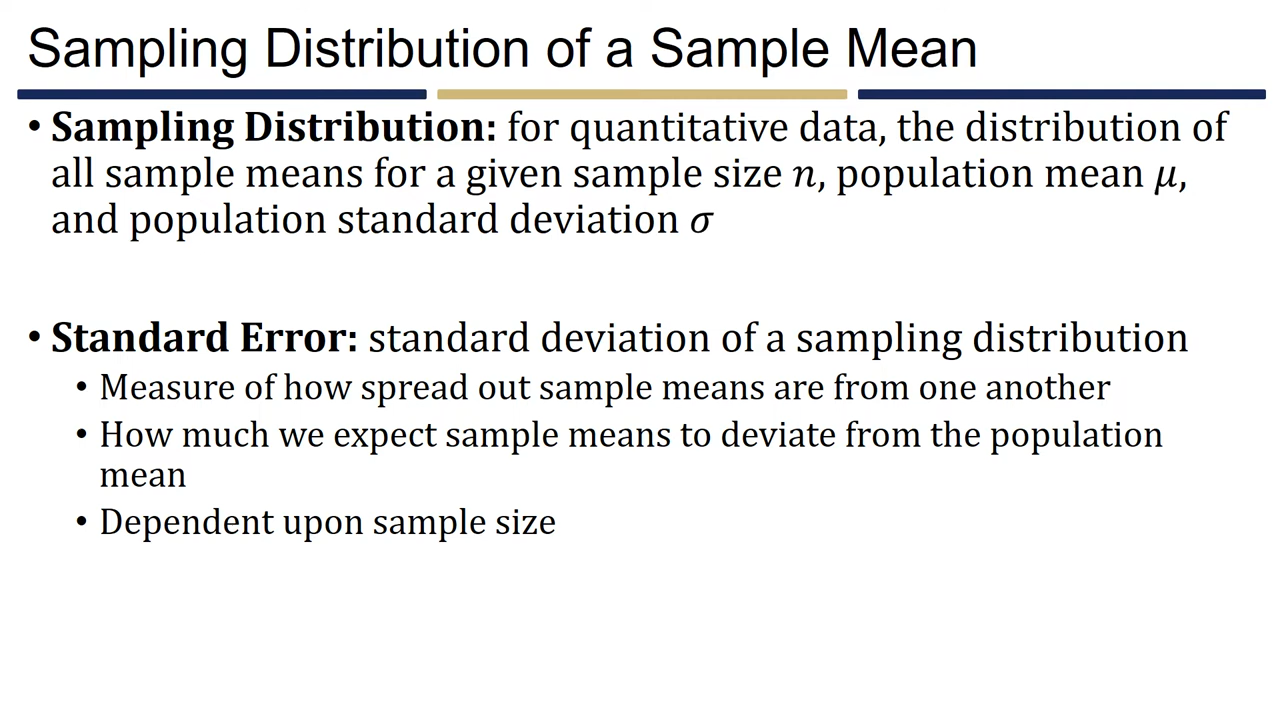 Sampling Distribution of a Sample Mean
• Sampling Distribution: for quantitative data, the distribution of
all sample means for a given sample size n, population mean μ,
and population standard deviation σ
• Standard Error: standard deviation of a sampling distribution
• Measure of how spread out sample means are from one another
• How much we expect sample means to deviate from the population
mean
• Dependent upon sample size